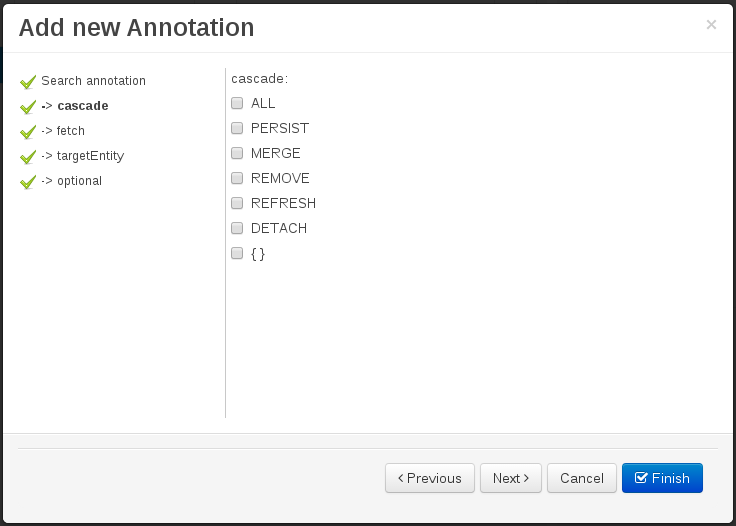 Add new Annotation
×
Search annotation
-> cascade
-> fetch
-> targetEntity
-> optional
cascade:
ALL
PERSIST
MERGE
REMOVE
REFRESH
DETACH
{ }
< Previous
Next >
Cancel
Finish